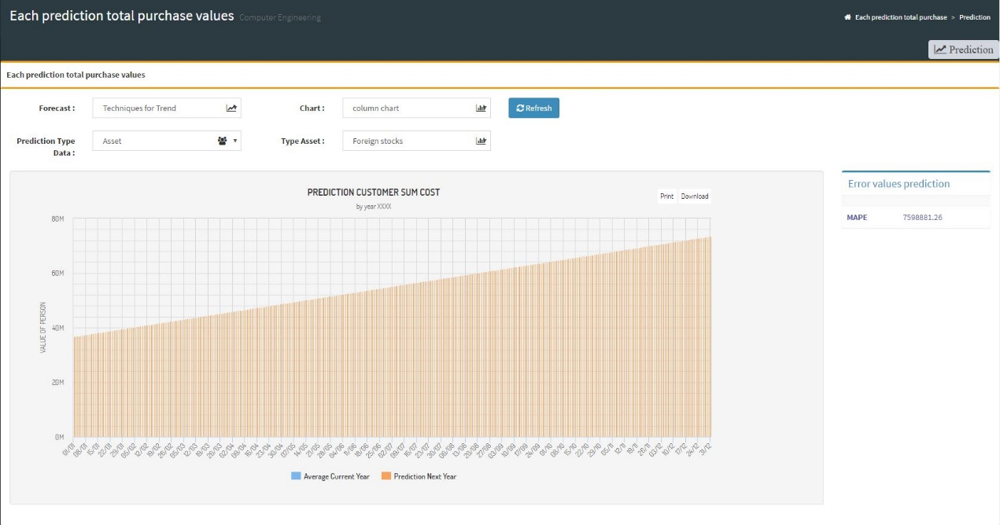 Each prediction total purchase values Computer Engineering
Each prediction total purchase > Prediction
Prediction
Each prediction total purchase values
Forecast : Techniques for Trend Chart : column chart Refresh
Prediction Type Data : Asset Type Asset : Foreign stocks
PREDICTION CUSTOMER SUM COST
by year XXXX
Print Download
Error values prediction
MAPE 7598881.26
80M
60M
40M
20M
0M
VALUE OF PERSON
01/01 08/01 15/01 22/01 29/01 05/02 12/02 19/02 26/02 05/03 12/03 19/03 26/03 02/04 09/04 16/04 23/04 30/04 07/05 14/05 21/05 28/05 04/06 11/06 18/06 25/06 02/07 09/07 16/07 23/07 30/07 06/08 13/08 20/08 27/08 03/09 10/09 17/09 24/09 01/10 08/10 15/10 22/10 29/10 05/11 12/11 19/11 26/11 03/12 10/12 17/12 24/12 31/12
Average Current Year Prediction Next Year